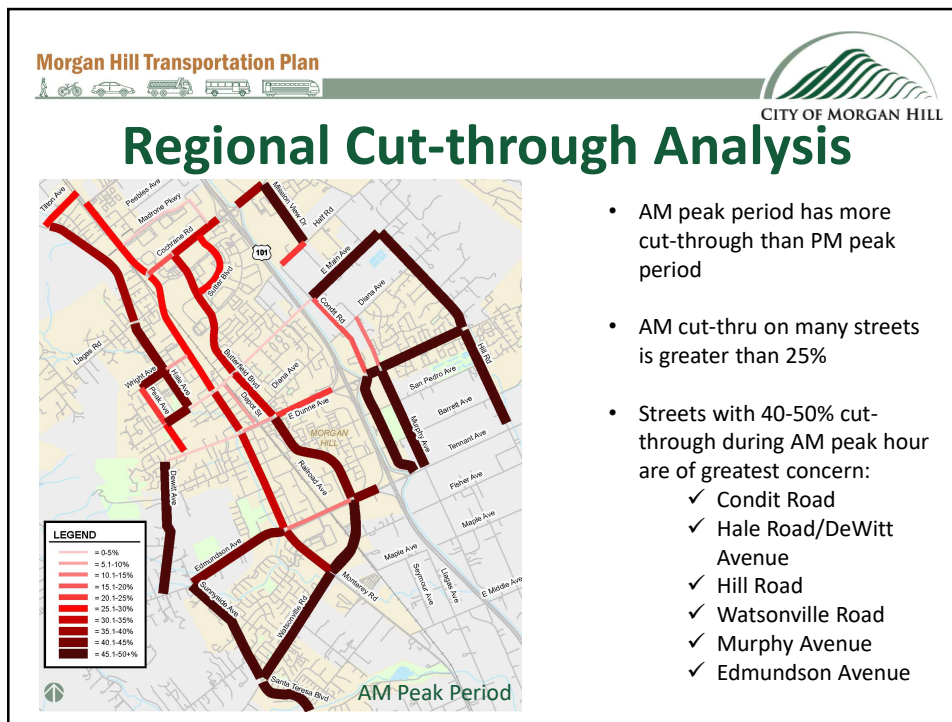 Morgan Hill Transportation Plan
CITY OF MORGAN HILL
Regional Cut-through Analysis
Tilton Ave
Peebles Ave
Madrone Pkwy
Cochrane Rd
Mission View Dr
Half Rd
101
E Main Ave
Sutter Blvd
Condit Rd
Diana Ave
Llagas Rd
Wright Ave
Hale Ave
Peak Ave
Butterfield Blvd
Depot St
Diana Ave
Hill Rd
San Pedro Ave
E Dunne Ave
MORGAN
HILL
Murphy Ave
Barrett Ave
Tennant Ave
Railroad Ave
Fisher Ave
Dewitt Ave
Maple Ave
Edmundson Ave
Maple Ave
Seymour Ave
Llagas Ave
E Middle Ave
Monterey Rd
Sunnyside Ave
Watsonville Rd
Santa Teresa Blvd
LEGEND
= 0-5%
= 5.1-10%
= 10.1-15%
= 15.1-20%
= 20.1-25%
= 25.1-30%
= 30.1-35%
= 35.1-40%
= 40.1-45%
= 45.1-50+%
AM Peak Period
• AM peak period has more
cut-through than PM peak
period
• AM cut-thru on many streets
is greater than 25%
• Streets with 40-50% cut-
through during AM peak hour
are of greatest concern:
✓ Condit Road
✓ Hale Road/DeWitt
Avenue
✓ Hill Road
✓ Watsonville Road
✓ Murphy Avenue
✓ Edmundson Avenue